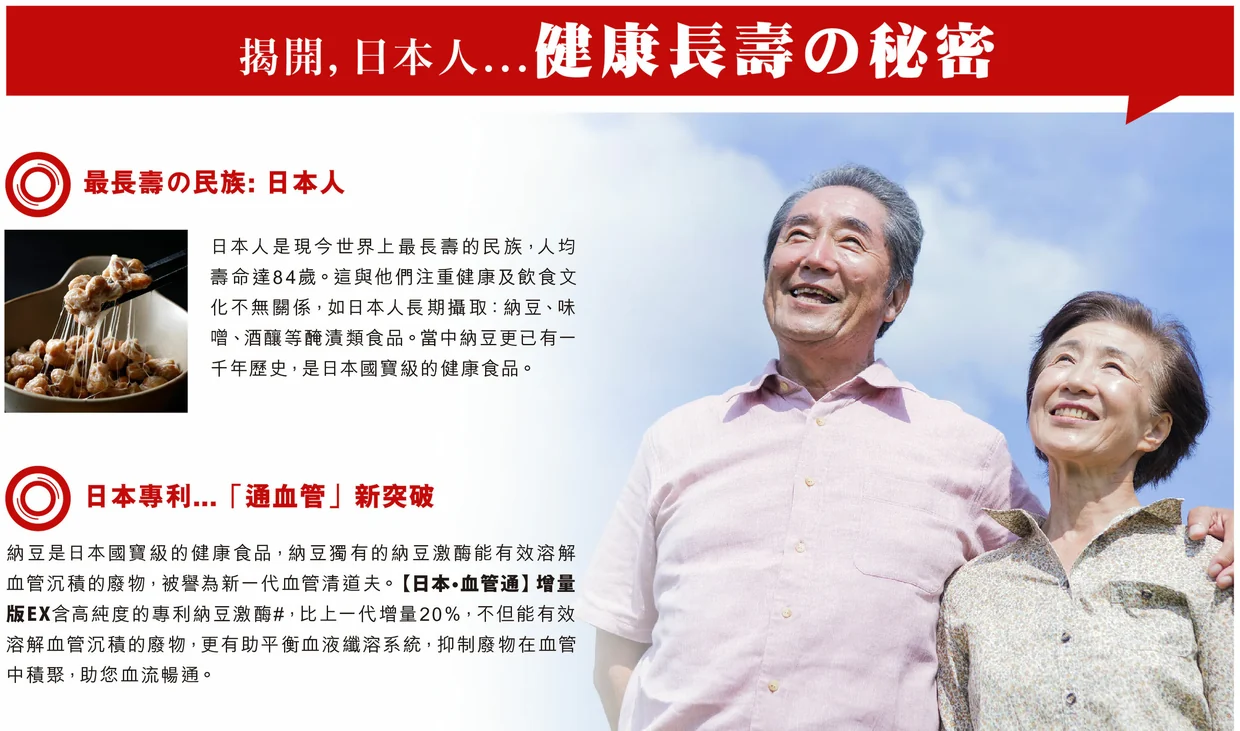 揭開, 日本人...健康長壽の秘密
最長壽の民族: 日本人
日本人是現今世界上最長壽的民族，人均
壽命達84歲。這與他們注重健康及飲食文
化不無關係，如日本人長期攝取：納豆、味
噌、酒釀等醃漬類食品。當中納豆更已有一
千年歷史，是日本國寶級的健康食品。
日本專利...「通血管」新突破
納豆是日本國寶級的健康食品，納豆獨有的納豆激酶能有效溶解
血管沉積的廢物，被譽為新一代血管清道夫。【日本•血管通】增量
版EX含高純度的專利納豆激酶#，比上一代增量20%，不但能有效
溶解血管沉積的廢物，更有助平衡血液纖溶系統，抑制廢物在血管
中積聚，助您血流暢通。